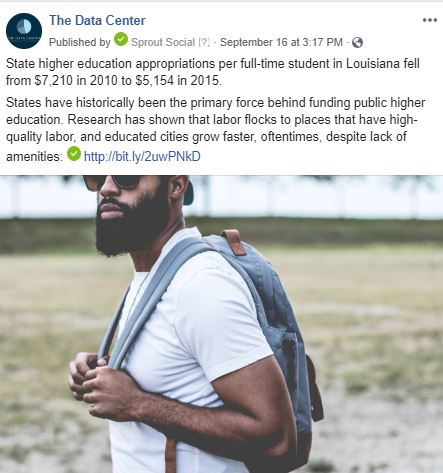 The Data Center
Published by Sprout Social [?] · September 16 at 3:17 PM ·
State higher education appropriations per full-time student in Louisiana fell
from $7,210 in 2010 to $5,154 in 2015.
States have historically been the primary force behind funding public higher
education. Research has shown that labor flocks to places that have high-
quality labor, and educated cities grow faster, oftentimes, despite lack of
amenities: http://bit.ly/2uwPNkD